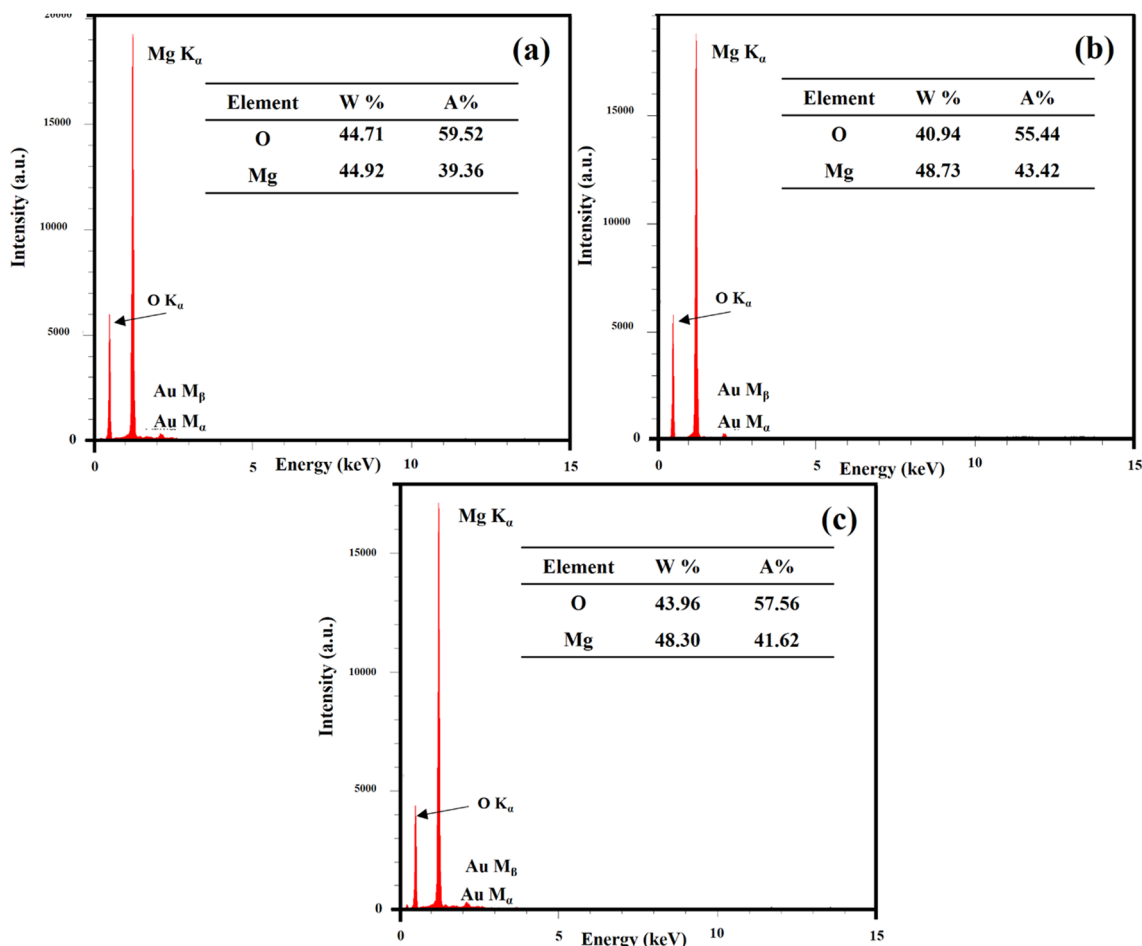 20000
(a)
Mg Kα
Element W % A%
O 44.71 59.52
Mg 44.92 39.36
15000
10000
5000
0
Intensity (a.u.)
O Kα
Au Mβ
Au Mα
0 5 10 15
Energy (keV)
(b)
Mg Kα
Element W % A%
O 40.94 55.44
Mg 48.73 43.42
15000
10000
5000
0
Intensity (a.u.)
O Kα
Au Mβ
Au Mα
0 5 10 15
Energy (keV)
(c)
Mg Kα
Element W % A%
O 43.96 57.56
Mg 48.30 41.62
15000
10000
5000
0
Intensity (a.u.)
O Kα
Au Mβ
Au Mα
0 5 10 15
Energy (keV)